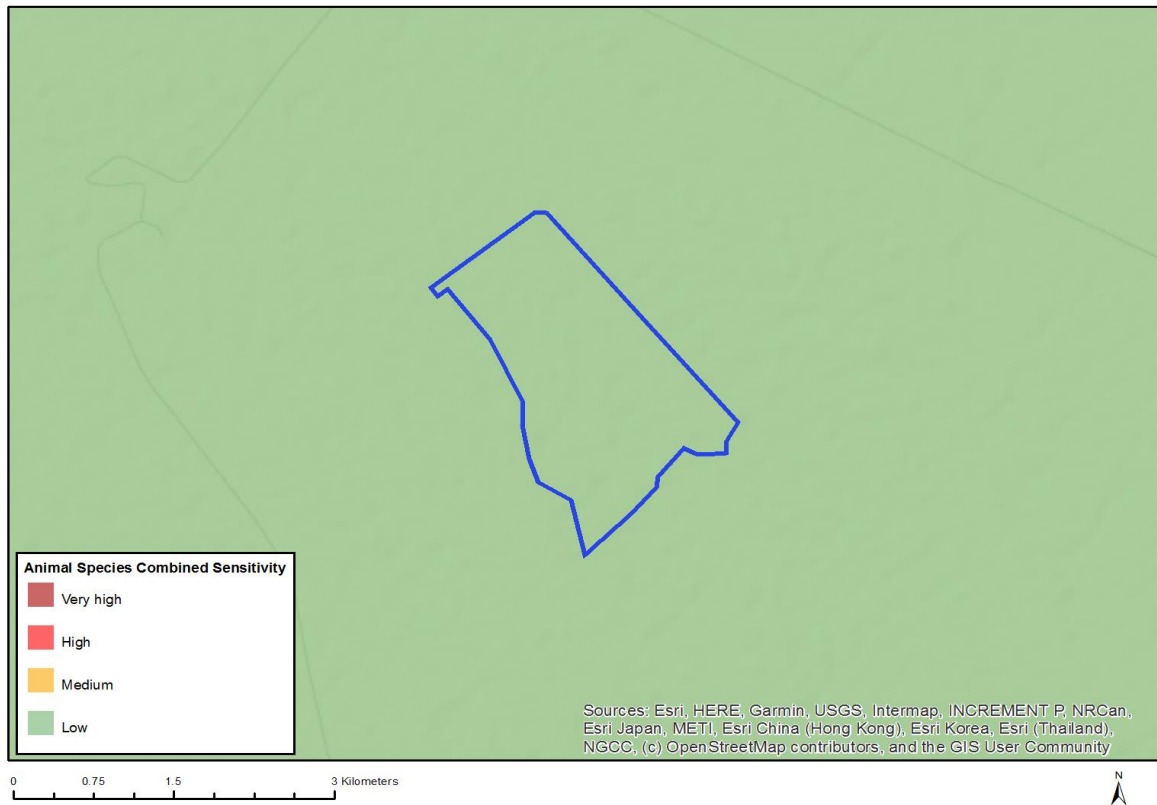 Animal Species Combined Sensitivity
Very high
High
Medium
Low
Sources: Esri, HERE, Garmin, USGS, Intermap, INCREMENT P, NRCan,
Esri Japan, METI, Esri China (Hong Kong), Esri Korea, Esri (Thailand),
NGCC, (c) OpenStreetMap contributors, and the GIS User Community
0 0.75 1.5 3 Kilometers
N